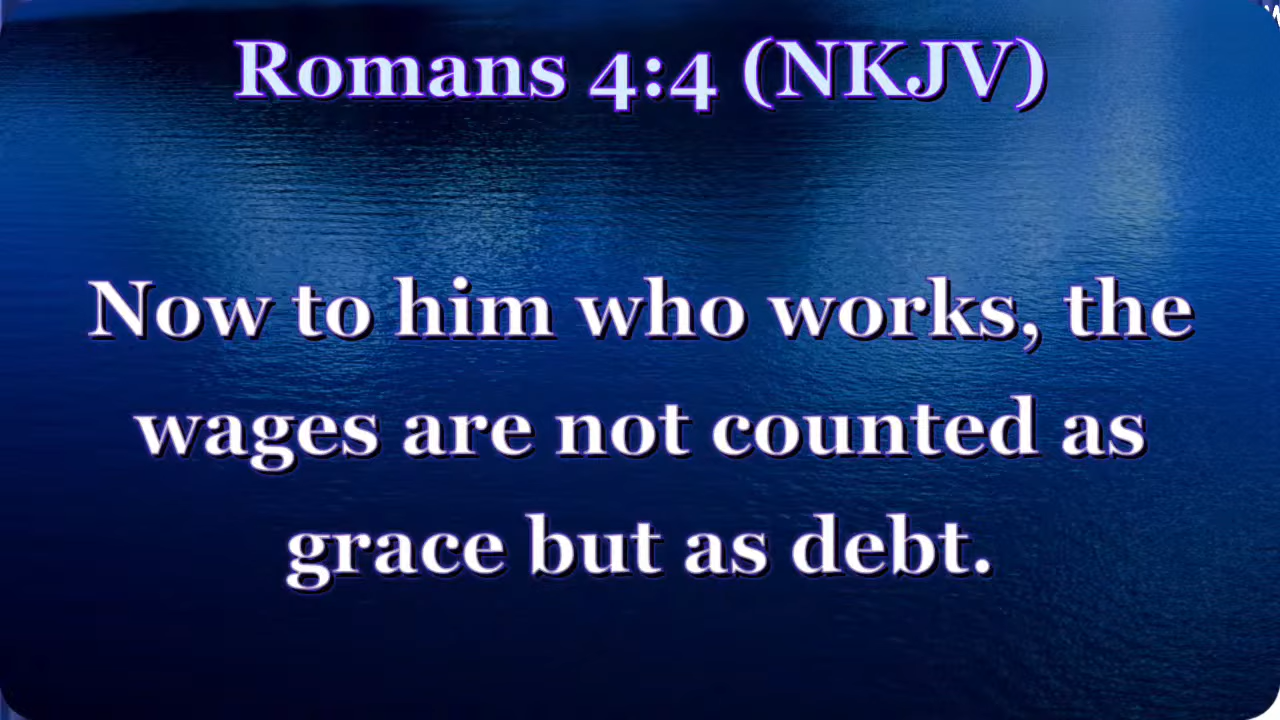 Romans 4:4 (NKJV)
Now to him who works, the
wages are not counted as
grace but as debt.